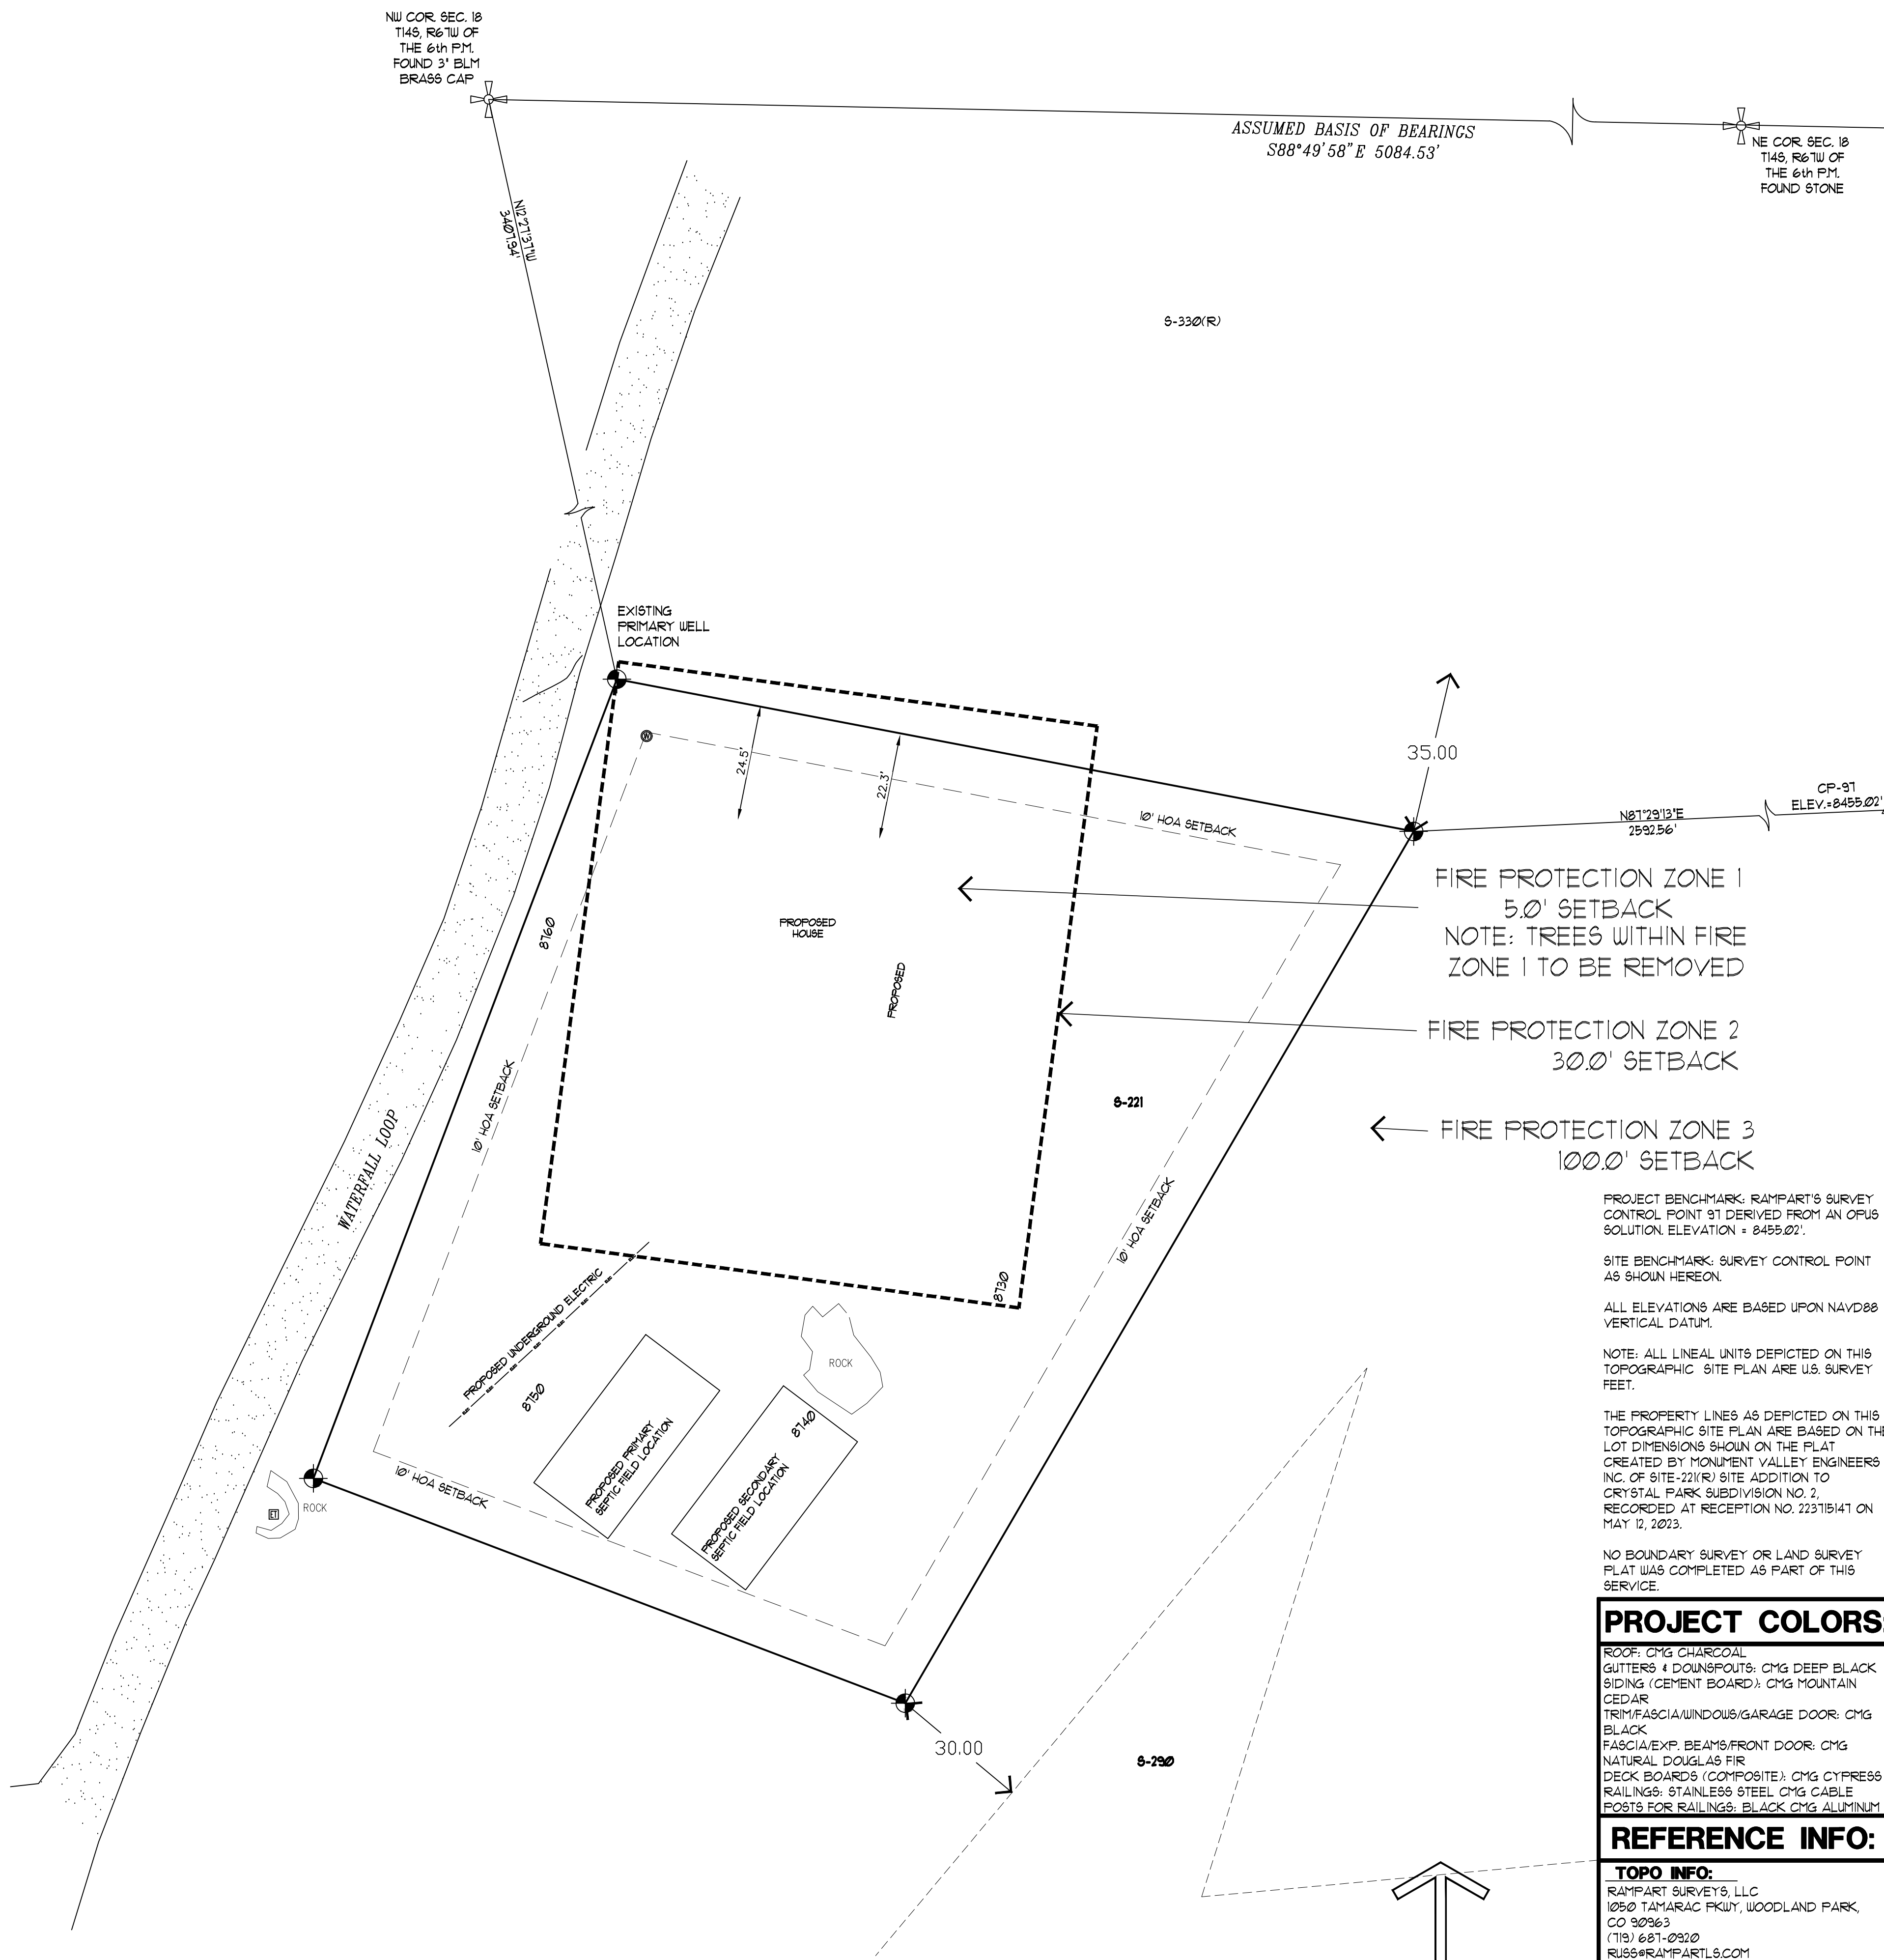 NW COR. SEC. 18
T14S, R67W OF
THE 6th P.M.
FOUND 3" BLM
BRASS CAP
ASSUMED BASIS OF BEARINGS
S88°49'58"E 5084.53'
NE COR. SEC. 18
T14S, R67W OF
THE 6th P.M.
FOUND STONE
N12°27'37"W
3407.94'
S-330(R)
EXISTING
PRIMARY WELL
LOCATION
W
24.5'
22.3'
35.00
10' HOA SETBACK
CP-97
ELEV.=8455.02'
N87°29'13"E
2592.56'
FIRE PROTECTION ZONE 1
5.0' SETBACK
NOTE: TREES WITHIN FIRE
ZONE 1 TO BE REMOVED
PROPOSED
HOUSE
8760
PROPOSED
FIRE PROTECTION ZONE 2
30.0' SETBACK
10' HOA SETBACK
S-221
FIRE PROTECTION ZONE 3
100.0' SETBACK
WATERFALL LOOP
10' HOA SETBACK
PROJECT BENCHMARK: RAMPART'S SURVEY
CONTROL POINT 97 DERIVED FROM AN OPUS
SOLUTION. ELEVATION = 8455.02'.
SITE BENCHMARK: SURVEY CONTROL POINT
AS SHOWN HEREON.
ALL ELEVATIONS ARE BASED UPON NAVD88
VERTICAL DATUM.
NOTE: ALL LINEAL UNITS DEPICTED ON THIS
TOPOGRAPHIC SITE PLAN ARE U.S. SURVEY
FEET.
THE PROPERTY LINES AS DEPICTED ON THIS
TOPOGRAPHIC SITE PLAN ARE BASED ON THE
LOT DIMENSIONS SHOWN ON THE PLAT
CREATED BY MONUMENT VALLEY ENGINEERS
INC. OF SITE-221(R) SITE ADDITION TO
CRYSTAL PARK SUBDIVISION NO. 2,
RECORDED AT RECEPTION NO. 223715147 ON
MAY 12, 2023.
NO BOUNDARY SURVEY OR LAND SURVEY
PLAT WAS COMPLETED AS PART OF THIS
SERVICE.
8730
PROPOSED UNDERGROUND ELECTRIC
ROCK
8750
8740
PROPOSED PRIMARY
SEPTIC FIELD LOCATION
PROPOSED SECONDARY
SEPTIC FIELD LOCATION
10' HOA SETBACK
ROCK
ET
30.00
S-290
PROJECT COLORS:
ROOF: CMG CHARCOAL
GUTTERS & DOWNSPOUTS: CMG DEEP BLACK
SIDING (CEMENT BOARD): CMG MOUNTAIN
CEDAR
TRIM/FASCIA/WINDOWS/GARAGE DOOR: CMG
BLACK
FASCIA/EXP. BEAMS/FRONT DOOR: CMG
NATURAL DOUGLAS FIR
DECK BOARDS (COMPOSITE): CMG CYPRESS
RAILINGS: STAINLESS STEEL CMG CABLE
POSTS FOR RAILINGS: BLACK CMG ALUMINUM
REFERENCE INFO:
TOPO INFO:
RAMPART SURVEYS, LLC
1050 TAMARAC PKWY, WOODLAND PARK,
CO 90963
(719) 687-0920
RUSS@RAMPARTLS.COM